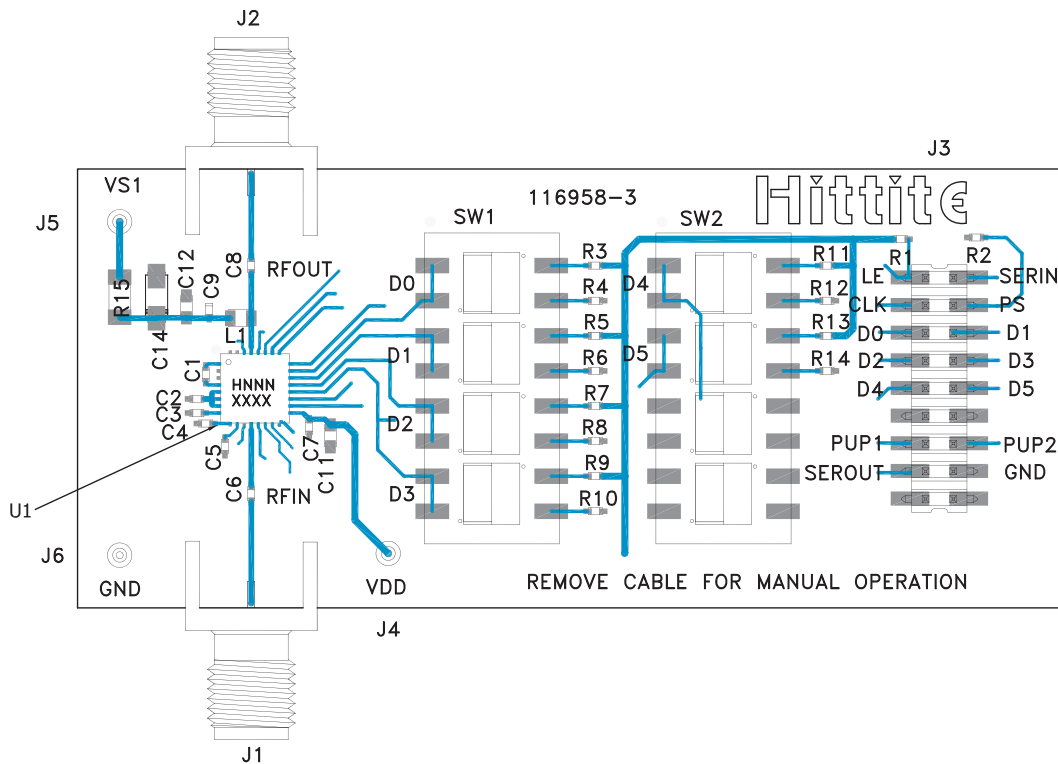 J2
J3
VS1
116958-3
Hittite
J5
SW1
SW2
R15
C12
C9
C8
RFOUT
D0
R3
D4
R11
R1
R2
LE
SERIN
R4
R12
CLK
PS
C14
L1
R5
R13
D0
D1
D1
R6
D5
R14
D2
D3
C1
HNNN
XXXX
D4
D5
C2
C3
C4
R7
D2
C5
C7
C11
R8
PUP1
PUP2
C6
RFIN
D3
R9
SEROUT
GND
R10
U1
J6
GND
VDD
REMOVE CABLE FOR MANUAL OPERATION
J4
J1